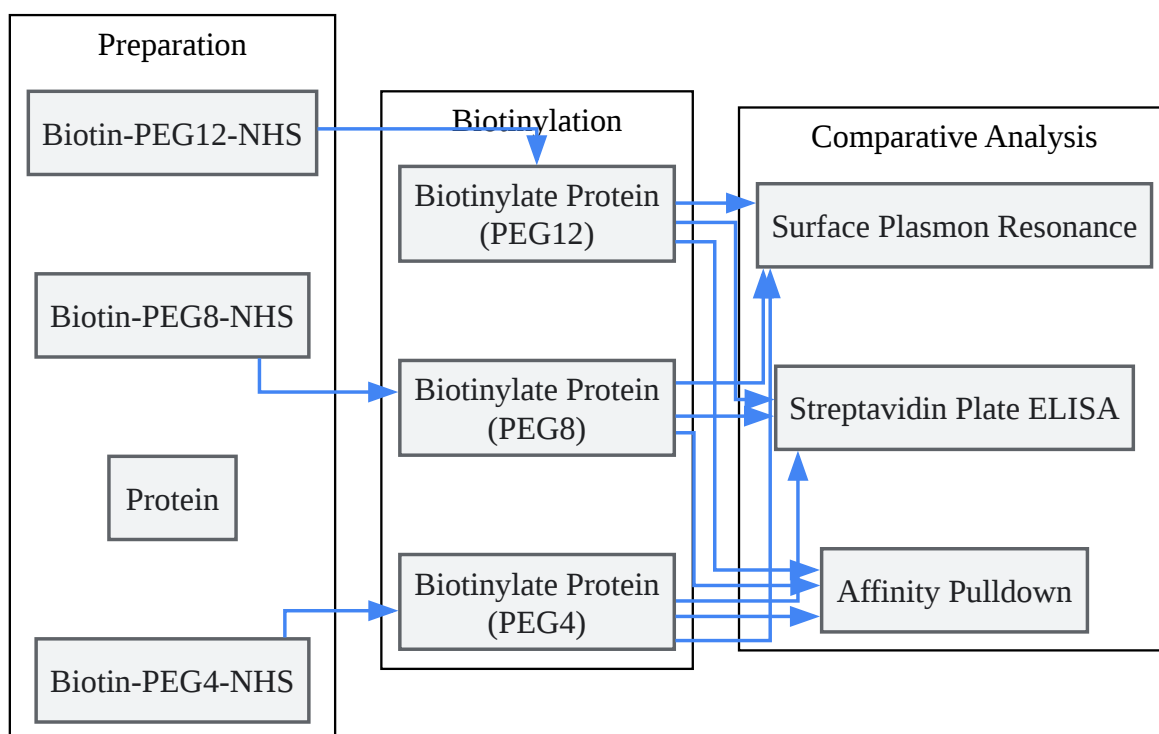 Preparation
Biotin-PEG12-NHS
Biotin-PEG8-NHS
Protein
Biotin-PEG4-NHS
Biotinylation
Biotinylate Protein
(PEG12)
Biotinylate Protein
(PEG8)
Biotinylate Protein
(PEG4)
Comparative Analysis
Surface Plasmon Resonance
Streptavidin Plate ELISA
Affinity Pulldown